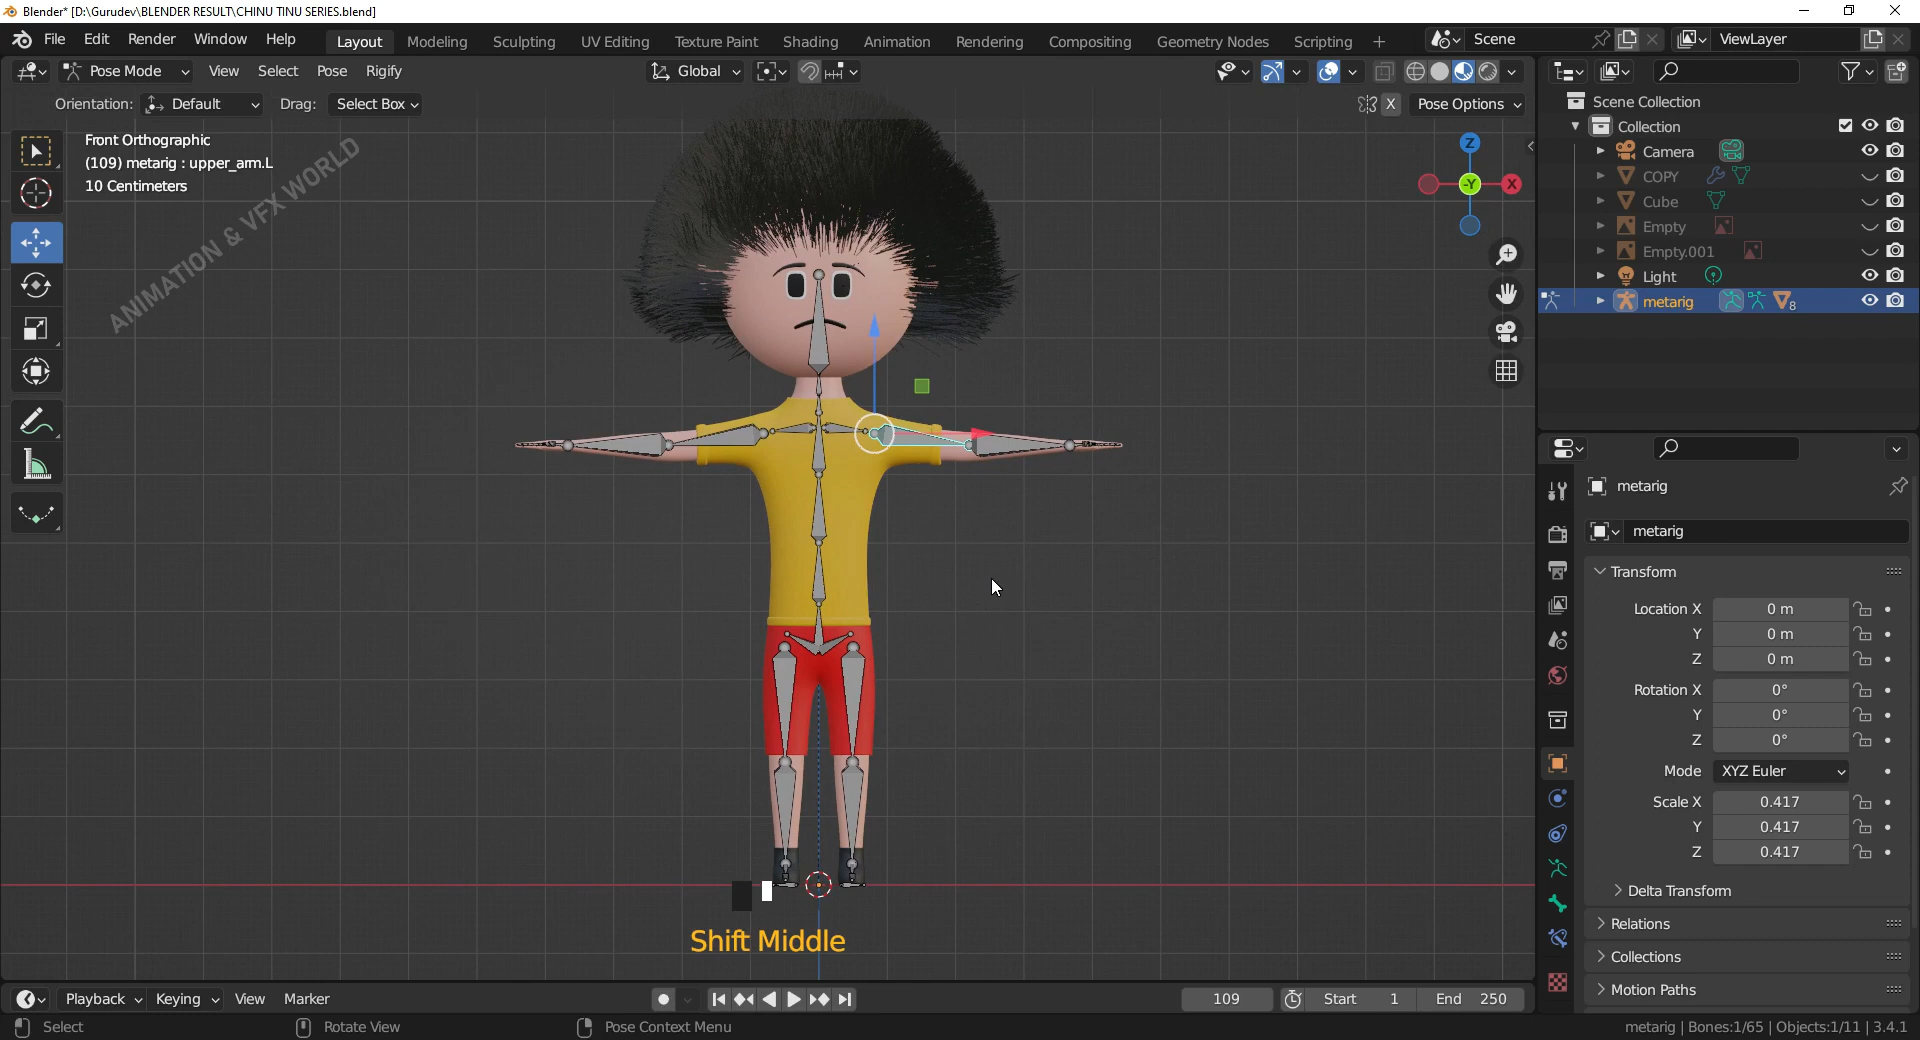 Blender* [D:\Gurudev\BLENDER RESULT\CHINU TINU SERIES.blend]
File Edit Render Window Help Layout Modeling Sculpting UV Editing Texture Paint Shading Animation Rendering Compositing Geometry Nodes Scripting + Scene ViewLayer
Pose Mode View Select Pose Rigify Global
Orientation: Default Drag: Select Box X Pose Options
Front Orthographic
(109) metarig : upper_arm.L
10 Centimeters
ANIMATION & VFX WORLD
Z
-Y
X
Scene Collection
Collection
Camera
COPY
Cube
Empty
Empty.001
Light
metarig 8
metarig
metarig
Transform
Location X 0 m
Y 0 m
Z 0 m
Rotation X 0°
Y 0°
Z 0°
Mode XYZ Euler
Scale X 0.417
Y 0.417
Z 0.417
Delta Transform
Relations
Collections
Motion Paths
Shift Middle
Playback Keying View Marker 109 Start 1 End 250
Select Rotate View Pose Context Menu metarig | Bones:1/65 | Objects:1/11 | 3.4.1